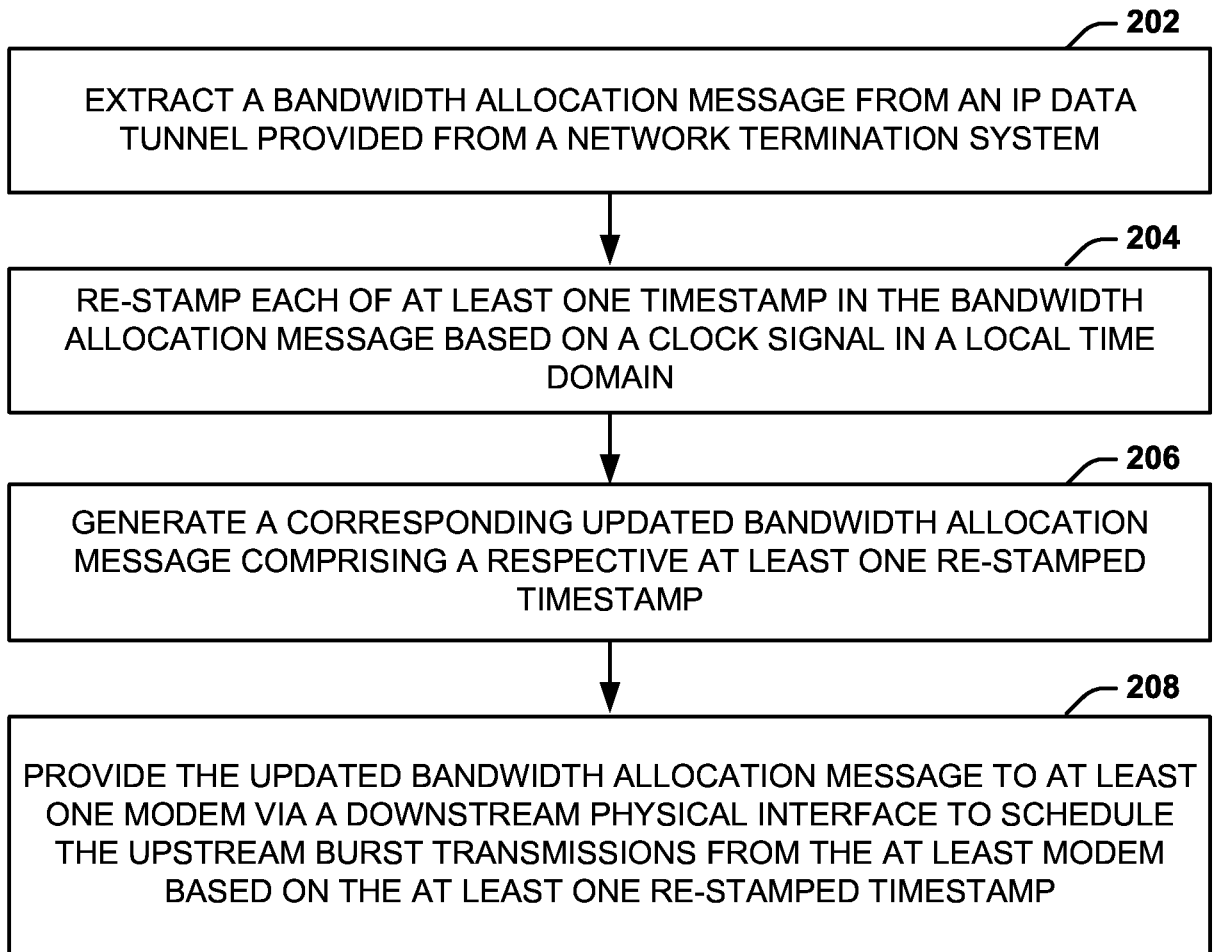 202
EXTRACT A BANDWIDTH ALLOCATION MESSAGE FROM AN IP DATA
TUNNEL PROVIDED FROM A NETWORK TERMINATION SYSTEM
204
RE-STAMP EACH OF AT LEAST ONE TIMESTAMP IN THE BANDWIDTH
ALLOCATION MESSAGE BASED ON A CLOCK SIGNAL IN A LOCAL TIME
DOMAIN
206
GENERATE A CORRESPONDING UPDATED BANDWIDTH ALLOCATION
MESSAGE COMPRISING A RESPECTIVE AT LEAST ONE RE-STAMPED
TIMESTAMP
208
PROVIDE THE UPDATED BANDWIDTH ALLOCATION MESSAGE TO AT LEAST
ONE MODEM VIA A DOWNSTREAM PHYSICAL INTERFACE TO SCHEDULE
THE UPSTREAM BURST TRANSMISSIONS FROM THE AT LEAST MODEM
BASED ON THE AT LEAST ONE RE-STAMPED TIMESTAMP